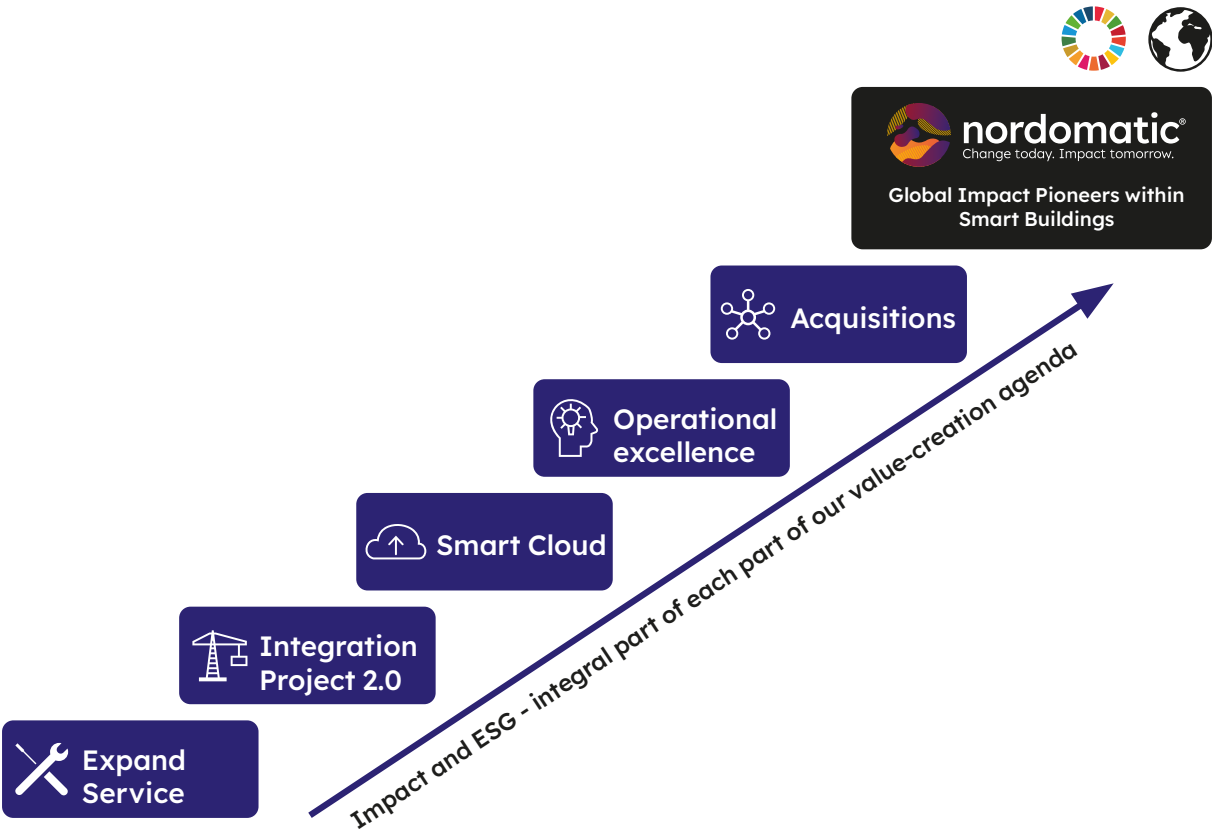 nordomatic®
Change today. Impact tomorrow.
Global Impact Pioneers within
Smart Buildings
Acquisitions
Operational
excellence
Smart Cloud
Integration
Project 2.0
Expand
Service
Impact and ESG - integral part of each part of our value-creation agenda